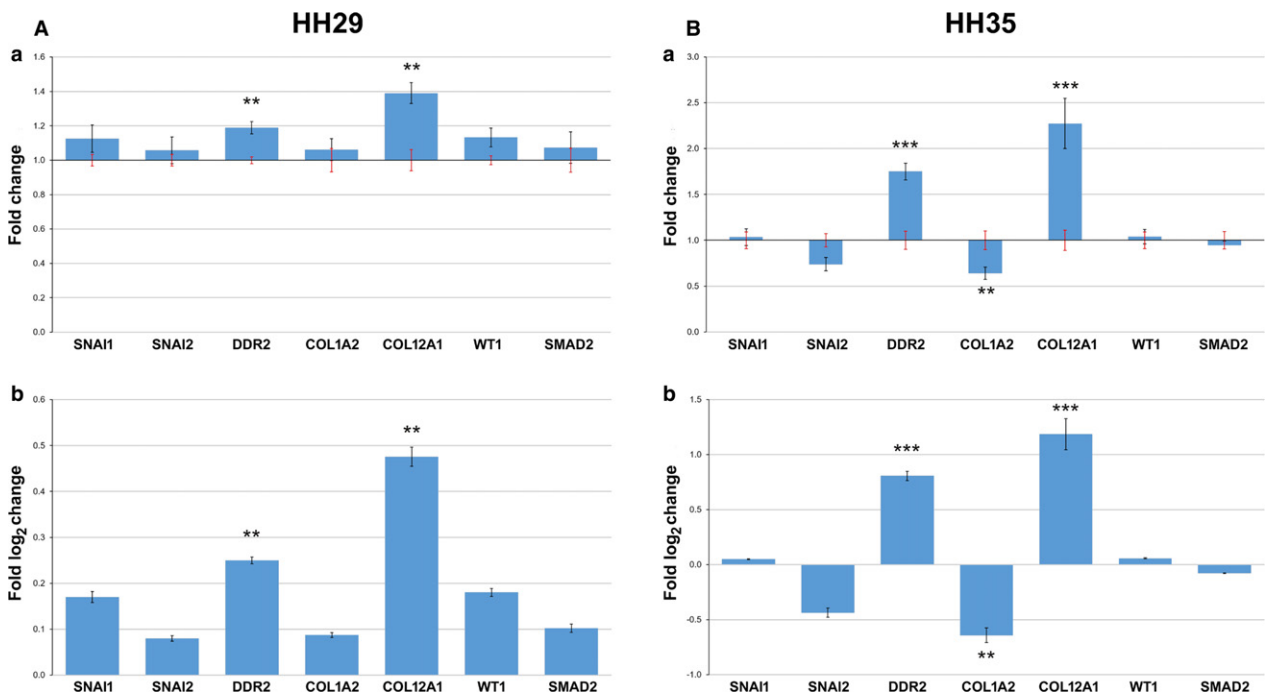 A
HH29
a
Fold change
1.6
1.4
1.2
1.0
0.8
0.6
0.4
0.2
0.0
**
**
SNAI1 SNAI2 DDR2 COL1A2 COL12A1 WT1 SMAD2
b
Fold log2 change
0.6
0.5
0.4
0.3
0.2
0.1
0.0
**
**
SNAI1 SNAI2 DDR2 COL1A2 COL12A1 WT1 SMAD2
B
HH35
a
Fold change
3.0
2.5
2.0
1.5
1.0
0.5
0.0
***
***
**
SNAI1 SNAI2 DDR2 COL1A2 COL12A1 WT1 SMAD2
b
Fold log2 change
1.5
1.0
0.5
0.0
-0.5
-1.0
***
***
**
SNAI1 SNAI2 DDR2 COL1A2 COL12A1 WT1 SMAD2